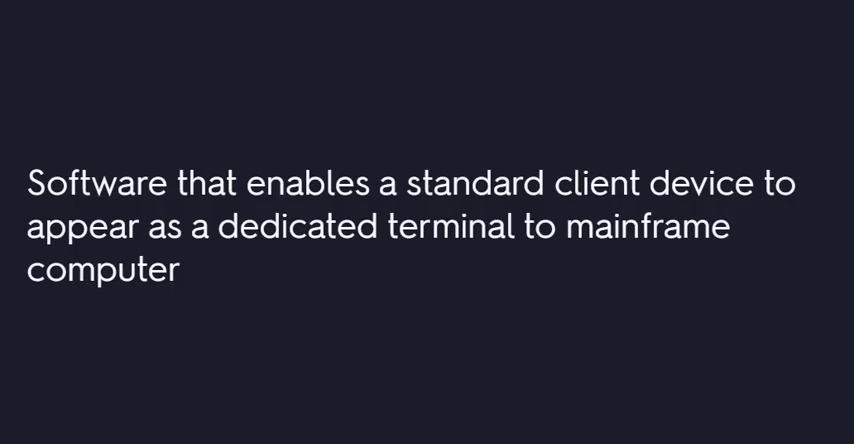 Software that enables a standard client device to
appear as a dedicated terminal to mainframe
computer